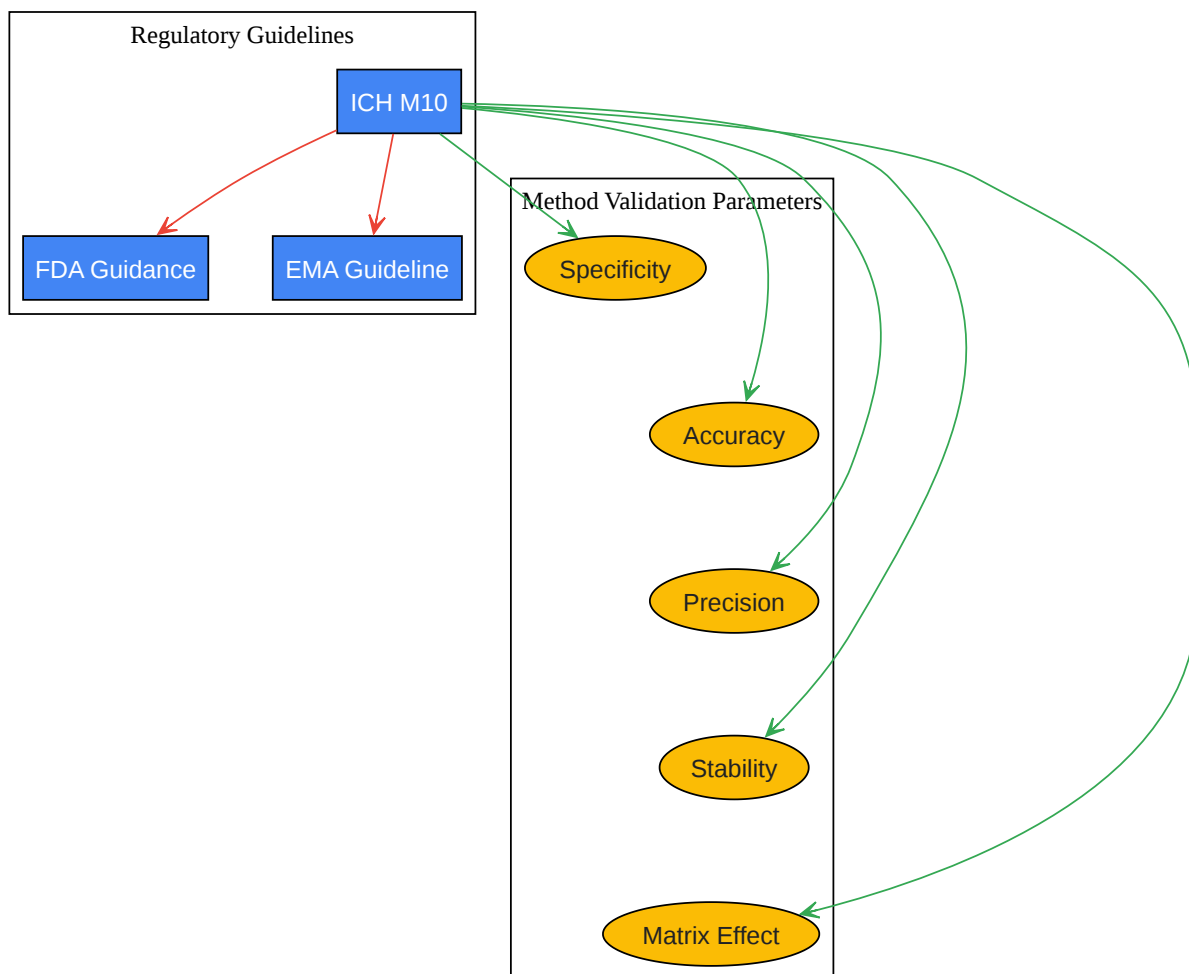 Regulatory Guidelines
ICH M10
FDA Guidance
EMA Guideline
Method Validation Parameters
Specificity
Accuracy
Precision
Stability
Matrix Effect